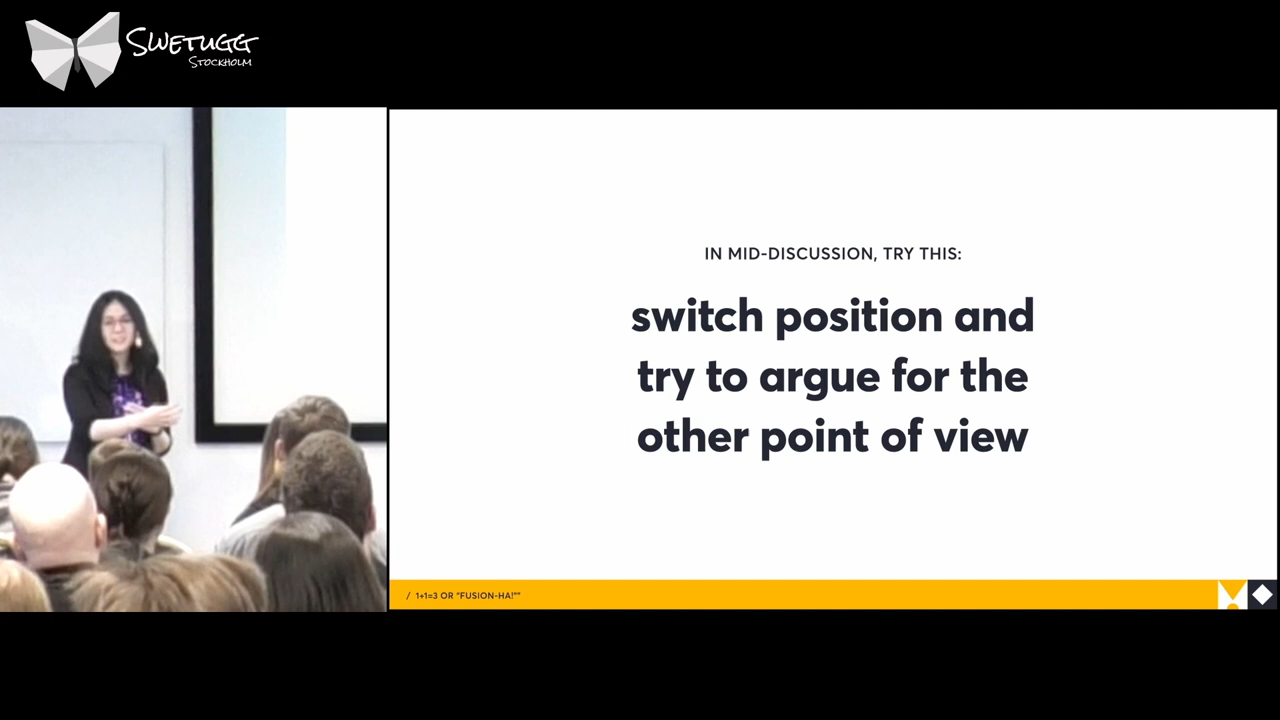 SWETUGG
STOCKHOLM
IN MID-DISCUSSION, TRY THIS:
switch position and
try to argue for the
other point of view
/ 1+1=3 OR "FUSION-HA!""